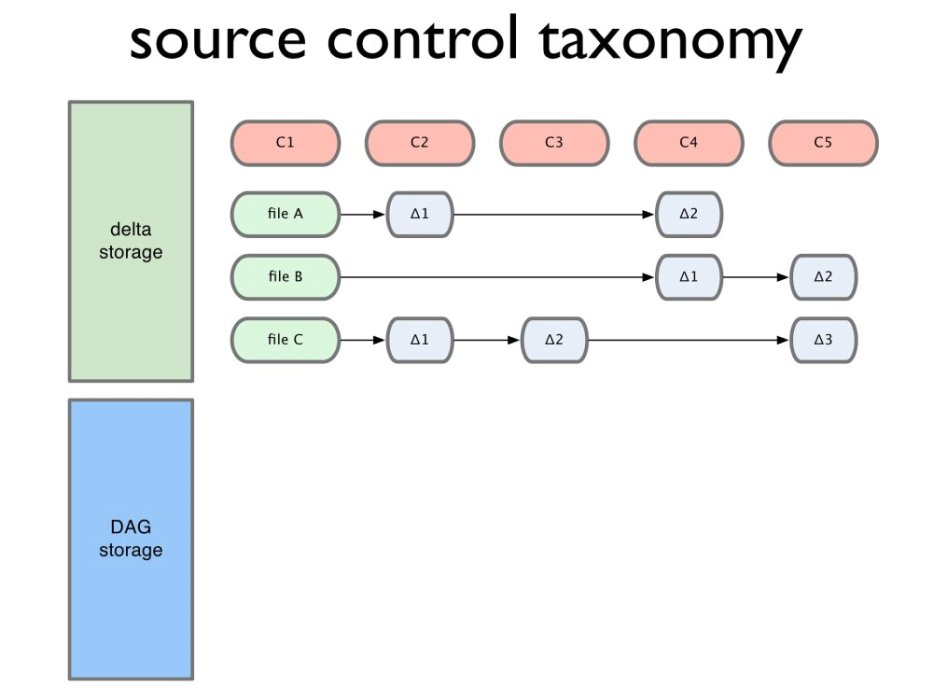 source control taxonomy
C1 C2 C3 C4 C5
file A Δ1 Δ2
delta
storage
file B Δ1 Δ2
file C Δ1 Δ2 Δ3
DAG
storage